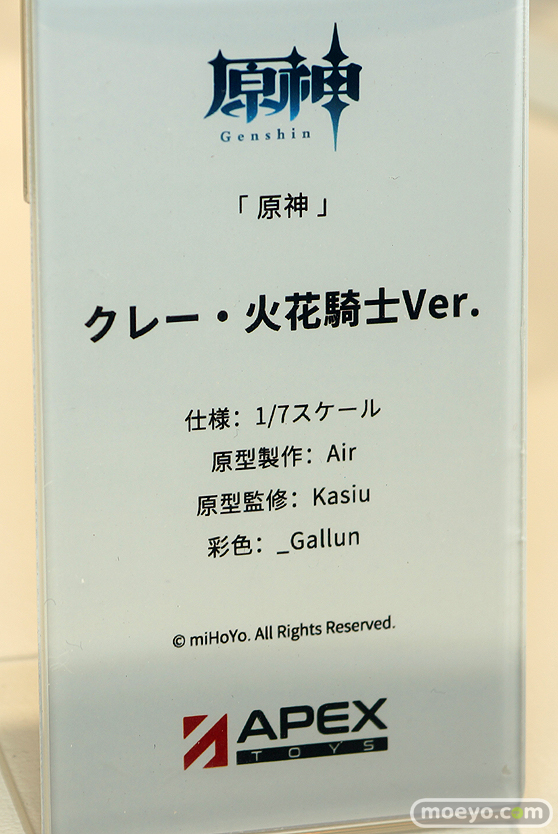 原神
Genshin
「 原神 」
クレー・火花騎士Ver.
仕様：1/7スケール
原型製作：Air
原型監修：Kasiu
彩色：_Gallun
© miHoYo. All Rights Reserved.
APEX
TOYS
moeyo.com